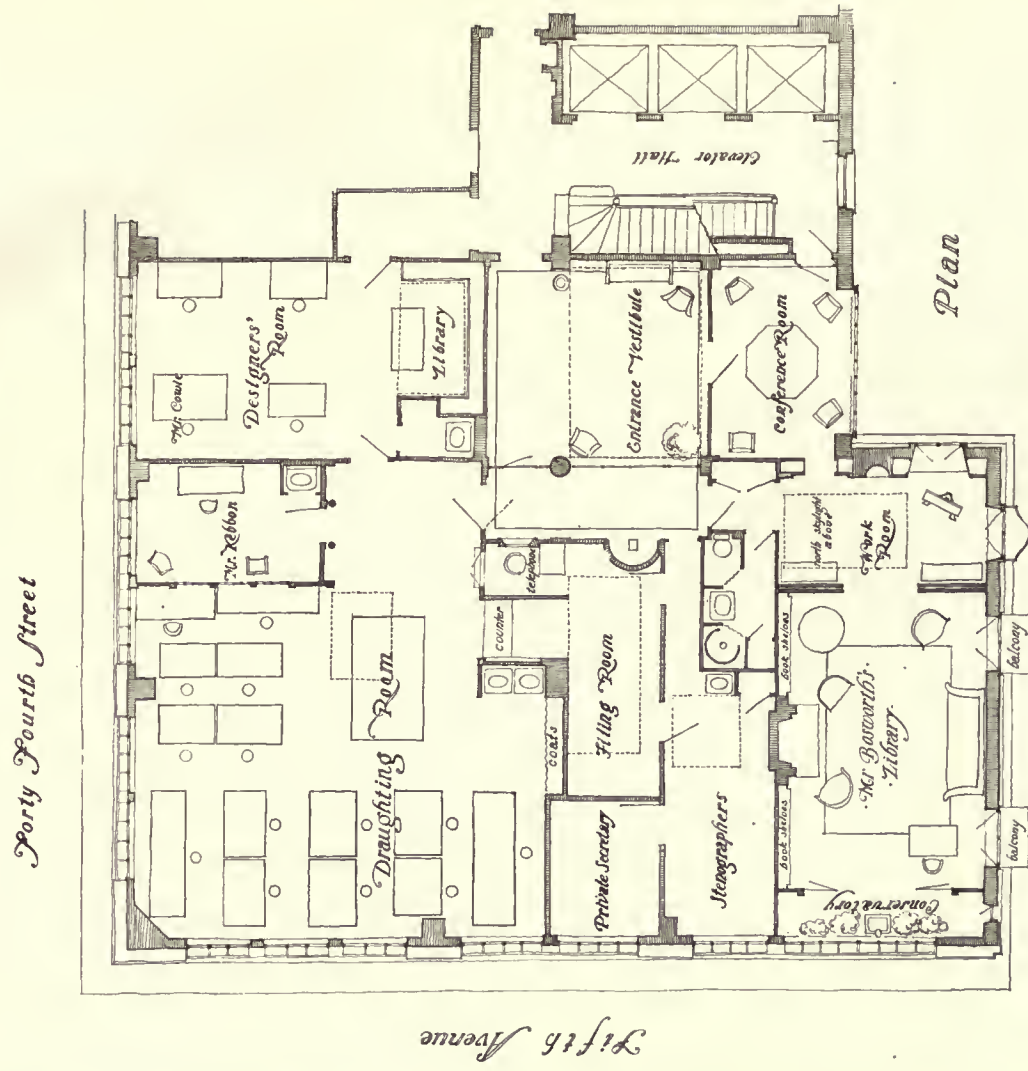 Forty Fourth Street
Designers'
Room
Mr. Cowle
Library
Elevator Hall
Plan
Entrance Vestibule
Conference Room
Mr. Kebbon
telephone
counter
north skylight
above
Work
Room
Draughting
Room
coats
Filing Room
Private Secretary
Stenographers
book shelves
book shelves
Mr Bosworth's
Library.
balcony
balcony
Conservatory
Fifth Avenue